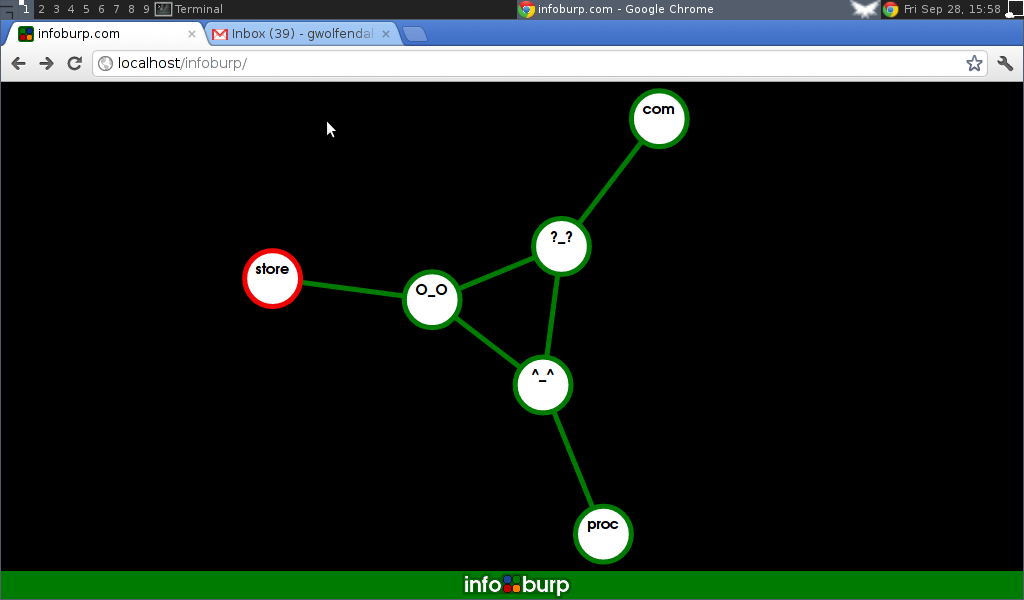 1 2 3 4 5 6 7 8 9 Terminal infoburp.com - Google Chrome Fri Sep 28, 15:58
infoburp.com Inbox (39) - gwolfendal
localhost/infoburp/
com
?_?
store
O_O
^_^
proc
info burp